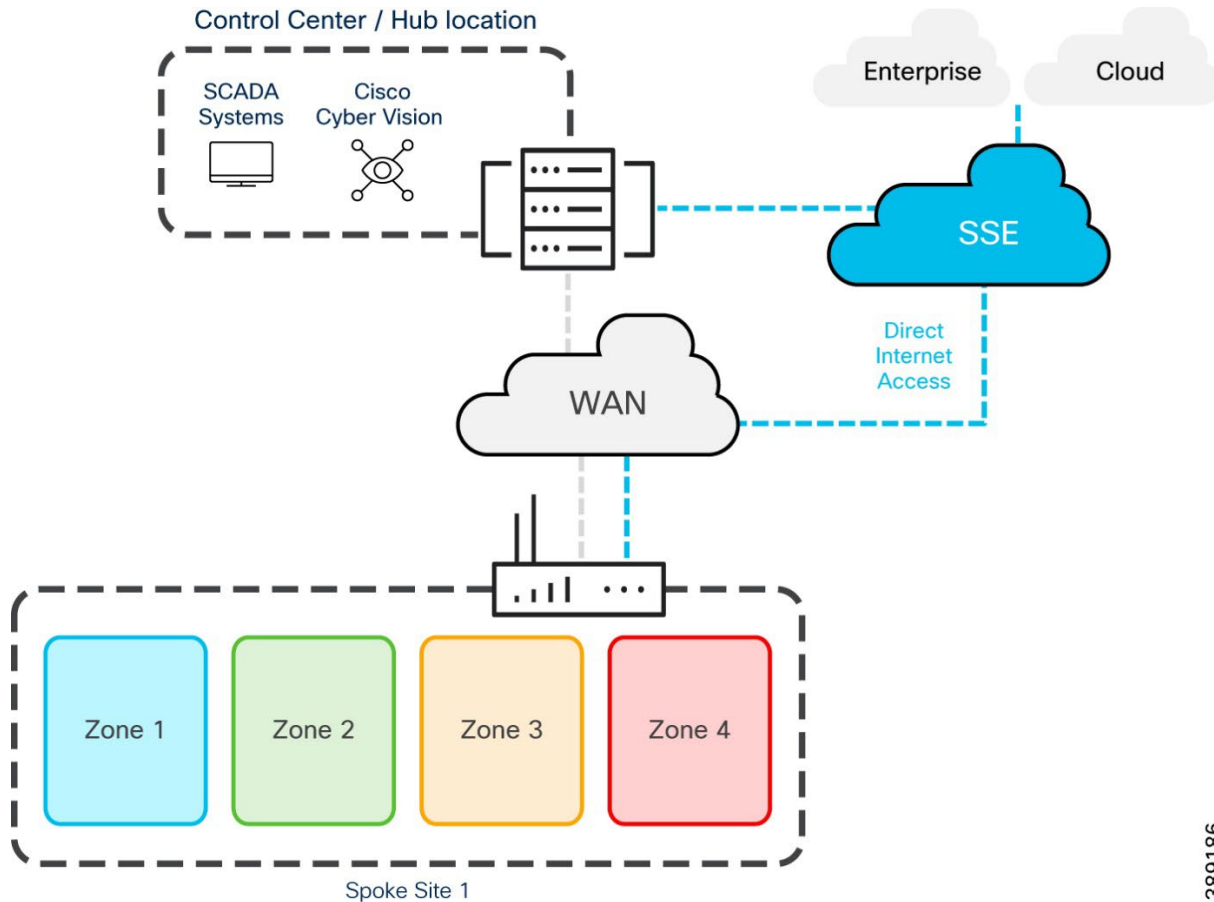 Control Center / Hub location
SCADA
Systems
Cisco
Cyber Vision
Enterprise
Cloud
SSE
Direct
Internet
Access
WAN
Zone 1
Zone 2
Zone 3
Zone 4
Spoke Site 1
389186